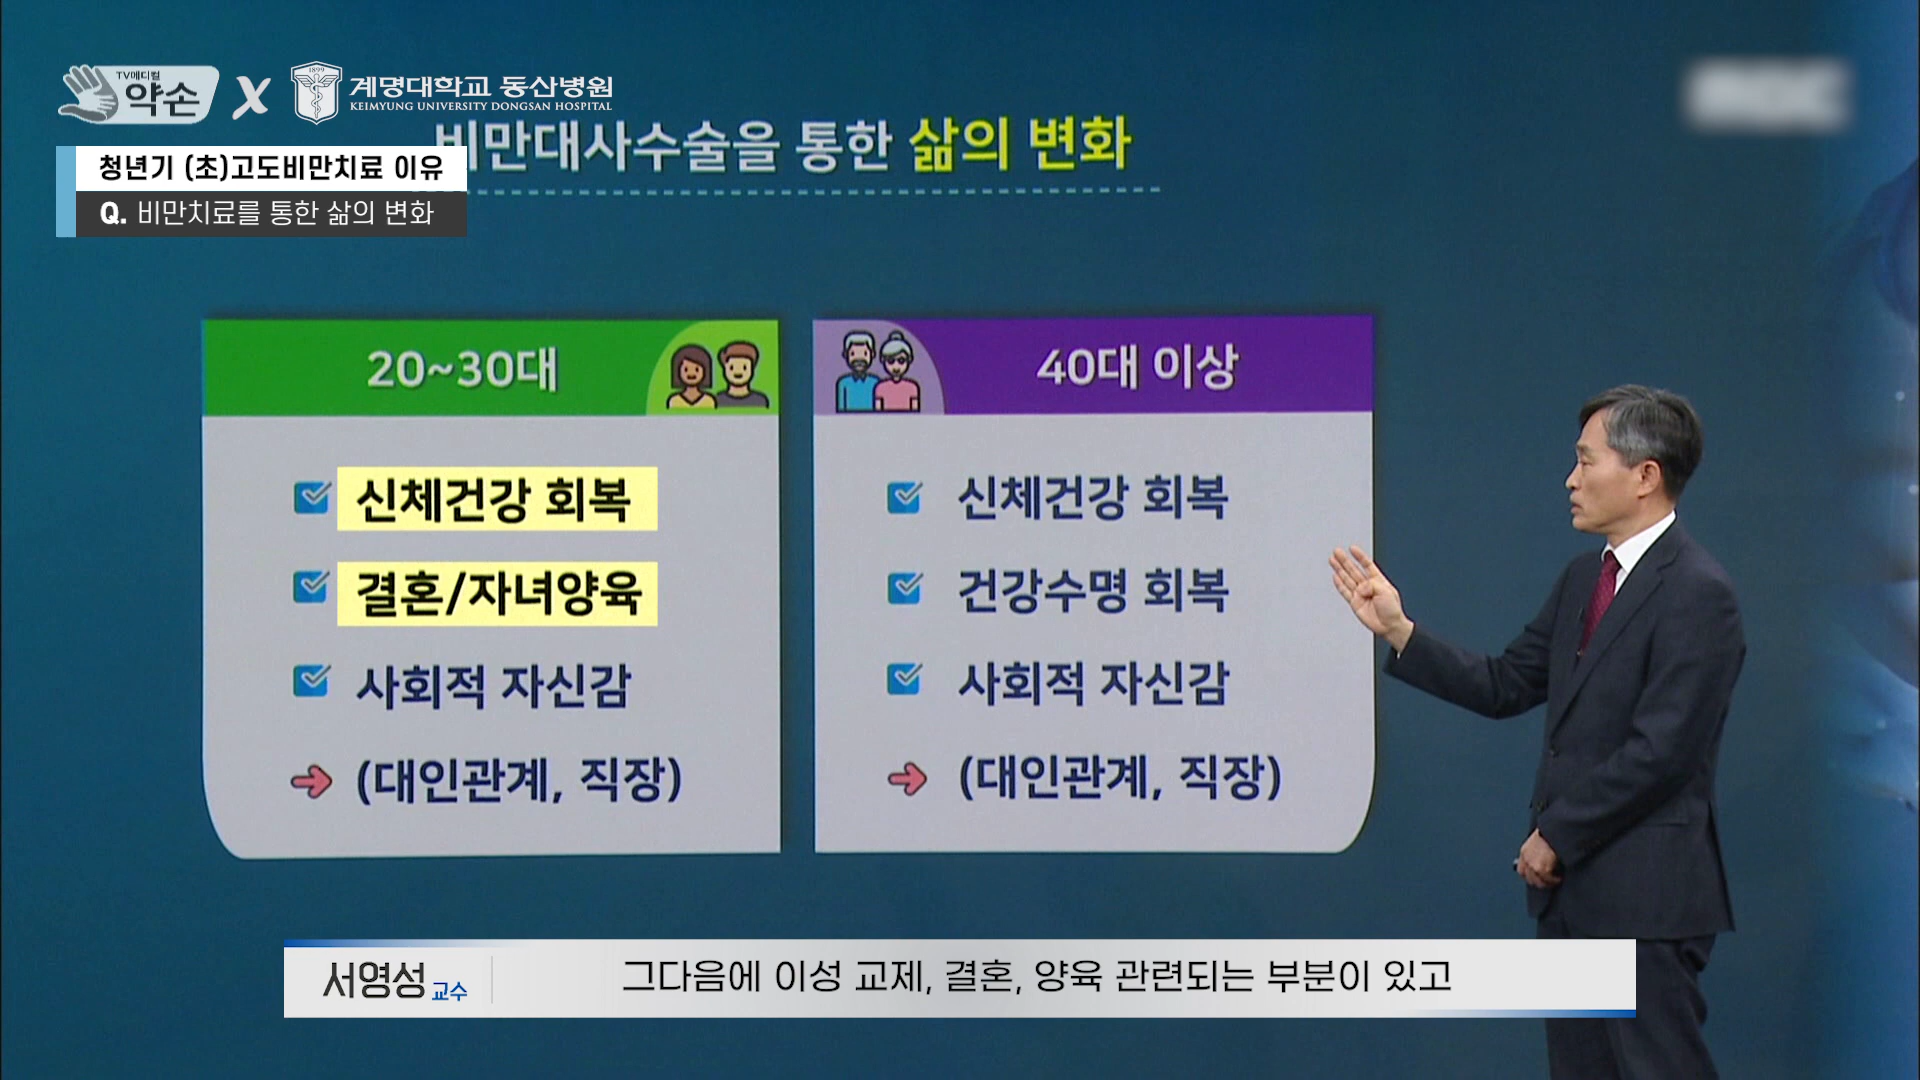 TV메디컬
약손
X
1899
계명대학교 동산병원
KEIMYUNG UNIVERSITY DONGSAN HOSPITAL
비만대사수술을 통한 삶의 변화
청년기 (초)고도비만치료 이유
Q. 비만치료를 통한 삶의 변화
20~30대
신체건강 회복
결혼/자녀양육
사회적 자신감
(대인관계, 직장)
40대 이상
신체건강 회복
건강수명 회복
사회적 자신감
(대인관계, 직장)
서영성 교수
그다음에 이성 교제, 결혼, 양육 관련되는 부분이 있고